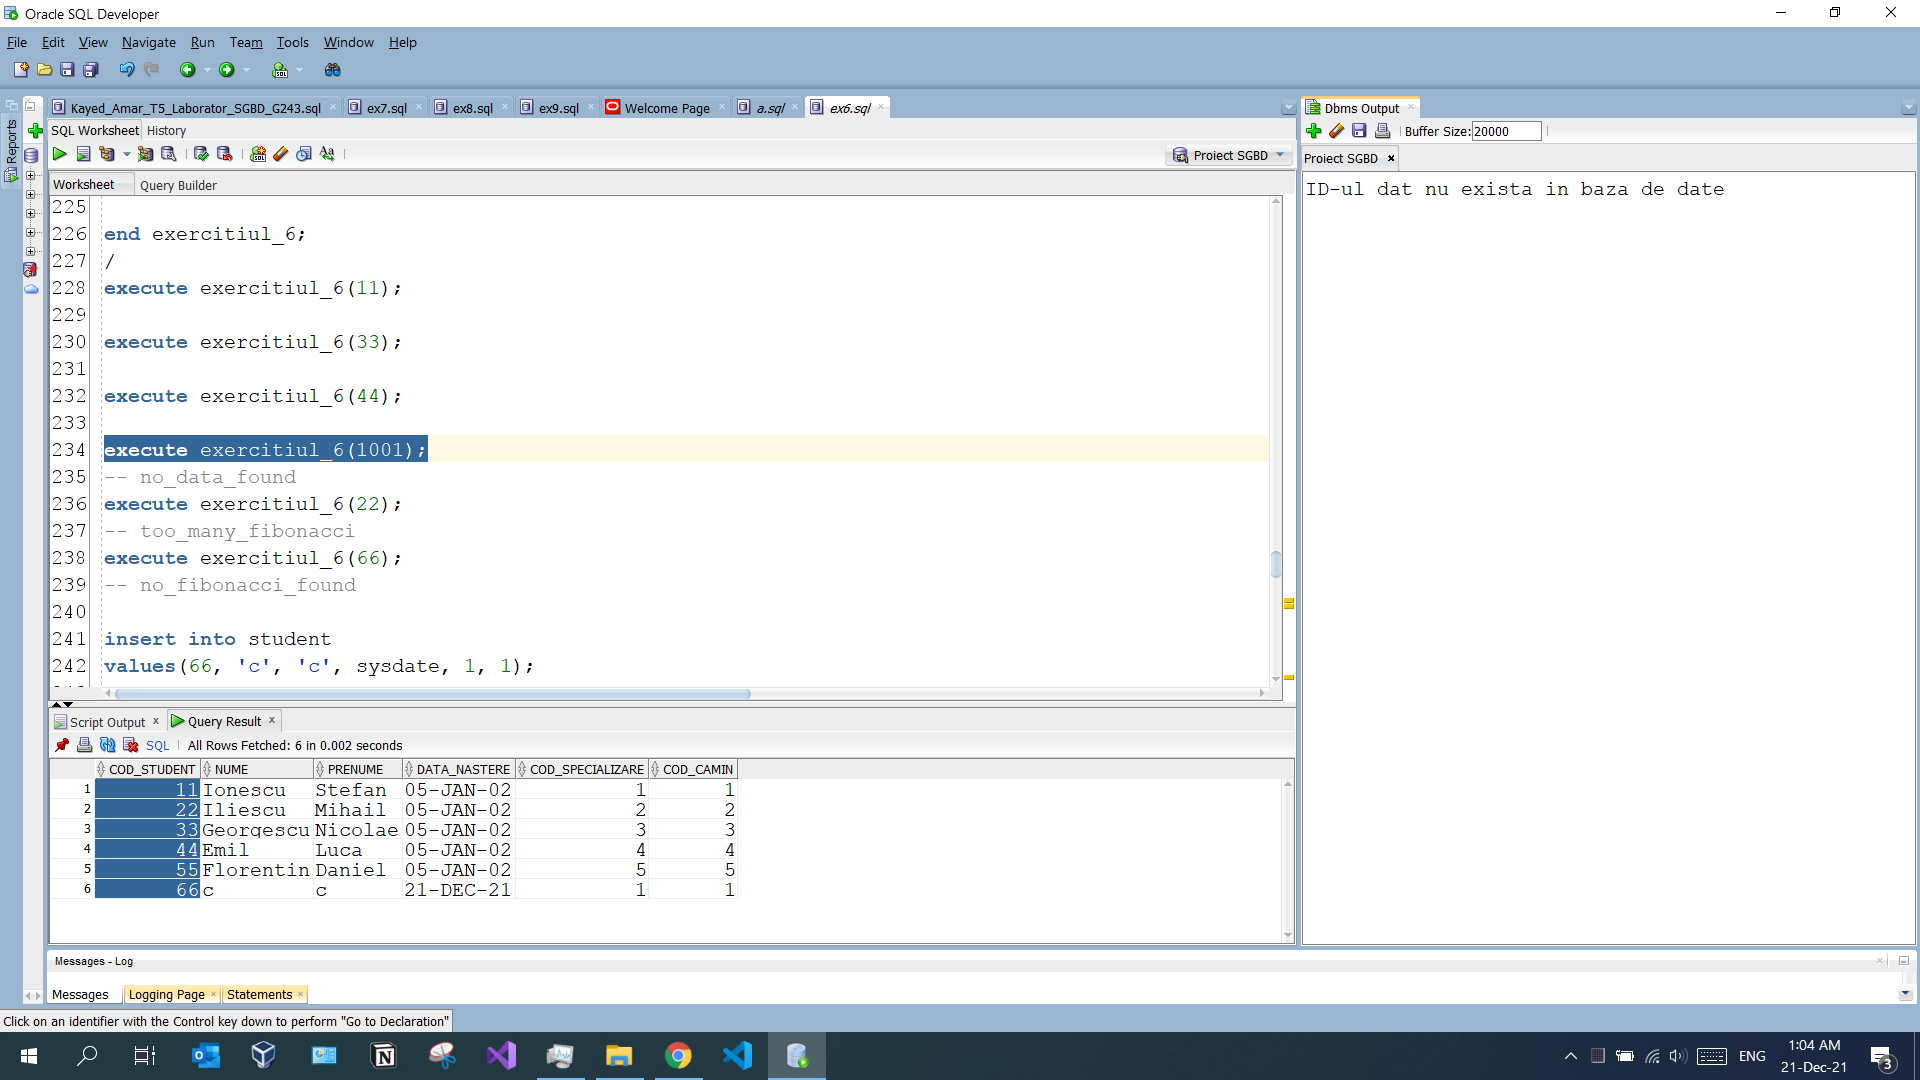 Oracle SQL Developer
File Edit View Navigate Run Team Tools Window Help
Reports
Kayed_Amar_T5_Laborator_SGBD_G243.sql ex7.sql ex8.sql ex9.sql Welcome Page a.sql ex6.sql
SQL Worksheet History
Proiect SGBD
Worksheet Query Builder
225
226 end exercitiul_6;
227 /
228 execute exercitiul_6(11);
229
230 execute exercitiul_6(33);
231
232 execute exercitiul_6(44);
233
234 execute exercitiul_6(1001);
235 -- no_data_found
236 execute exercitiul_6(22);
237 -- too_many_fibonacci
238 execute exercitiul_6(66);
239 -- no_fibonacci_found
240
241 insert into student
242 values(66, 'c', 'c', sysdate, 1, 1);
Dbms Output
Buffer Size: 20000
Proiect SGBD
ID-ul dat nu exista in baza de date
Script Output Query Result
SQL All Rows Fetched: 6 in 0.002 seconds
COD_STUDENT NUME PRENUME DATA_NASTERE COD_SPECIALIZARE COD_CAMIN
1 11 Ionescu Stefan 05-JAN-02 1 1
2 22 Iliescu Mihail 05-JAN-02 2 2
3 33 Georgescu Nicolae 05-JAN-02 3 3
4 44 Emil Luca 05-JAN-02 4 4
5 55 Florentin Daniel 05-JAN-02 5 5
6 66 c c 21-DEC-21 1 1
Messages - Log
Messages Logging Page Statements
Click on an identifier with the Control key down to perform "Go to Declaration"
ENG
1:04 AM
21-Dec-21
3